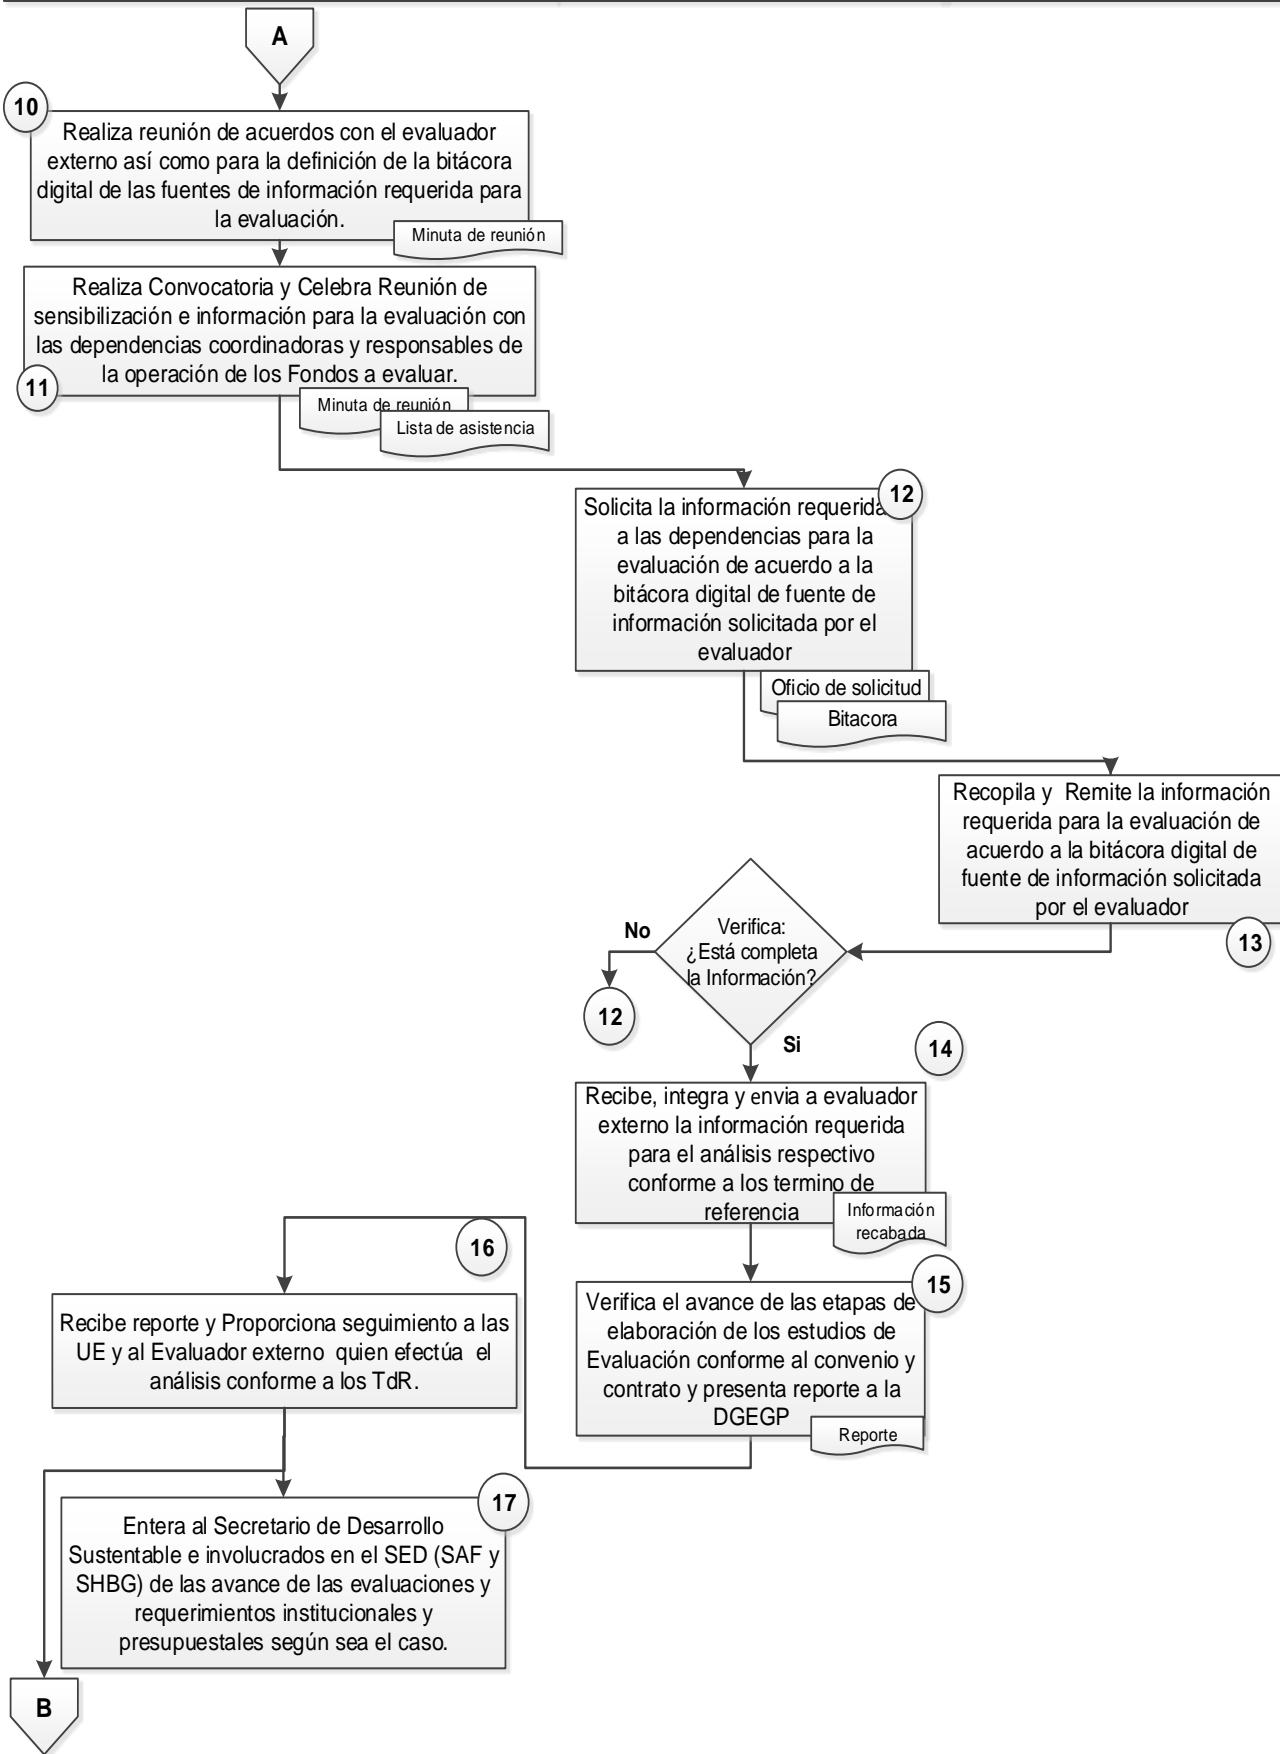 A
10
Realiza reunión de acuerdos con el evaluador
externo así como para la definición de la bitácora
digital de las fuentes de información requerida para
la evaluación.
Minuta de reunión
Realiza Convocatoria y Celebra Reunión de
sensibilización e información para la evaluación con
las dependencias coordinadoras y responsables de
la operación de los Fondos a evaluar.
11
Minuta de reunión
Lista de asistencia
12
Solicita la información requerida
a las dependencias para la
evaluación de acuerdo a la
bitácora digital de fuente de
información solicitada por el
evaluador
Oficio de solicitud
Bitacora
Recopila y Remite la información
requerida para la evaluación de
acuerdo a la bitácora digital de
fuente de información solicitada
por el evaluador
13
Verifica:
¿Está completa
la Información?
No
12
Si
14
Recibe, integra y envia a evaluador
externo la información requerida
para el análisis respectivo
conforme a los termino de
referencia
Información
recabada
15
Verifica el avance de las etapas de
elaboración de los estudios de
Evaluación conforme al convenio y
contrato y presenta reporte a la
DGEGP
Reporte
16
Recibe reporte y Proporciona seguimiento a las
UE y al Evaluador externo quien efectúa el
análisis conforme a los TdR.
17
Entera al Secretario de Desarrollo
Sustentable e involucrados en el SED (SAF y
SHBG) de las avance de las evaluaciones y
requerimientos institucionales y
presupuestales según sea el caso.
B